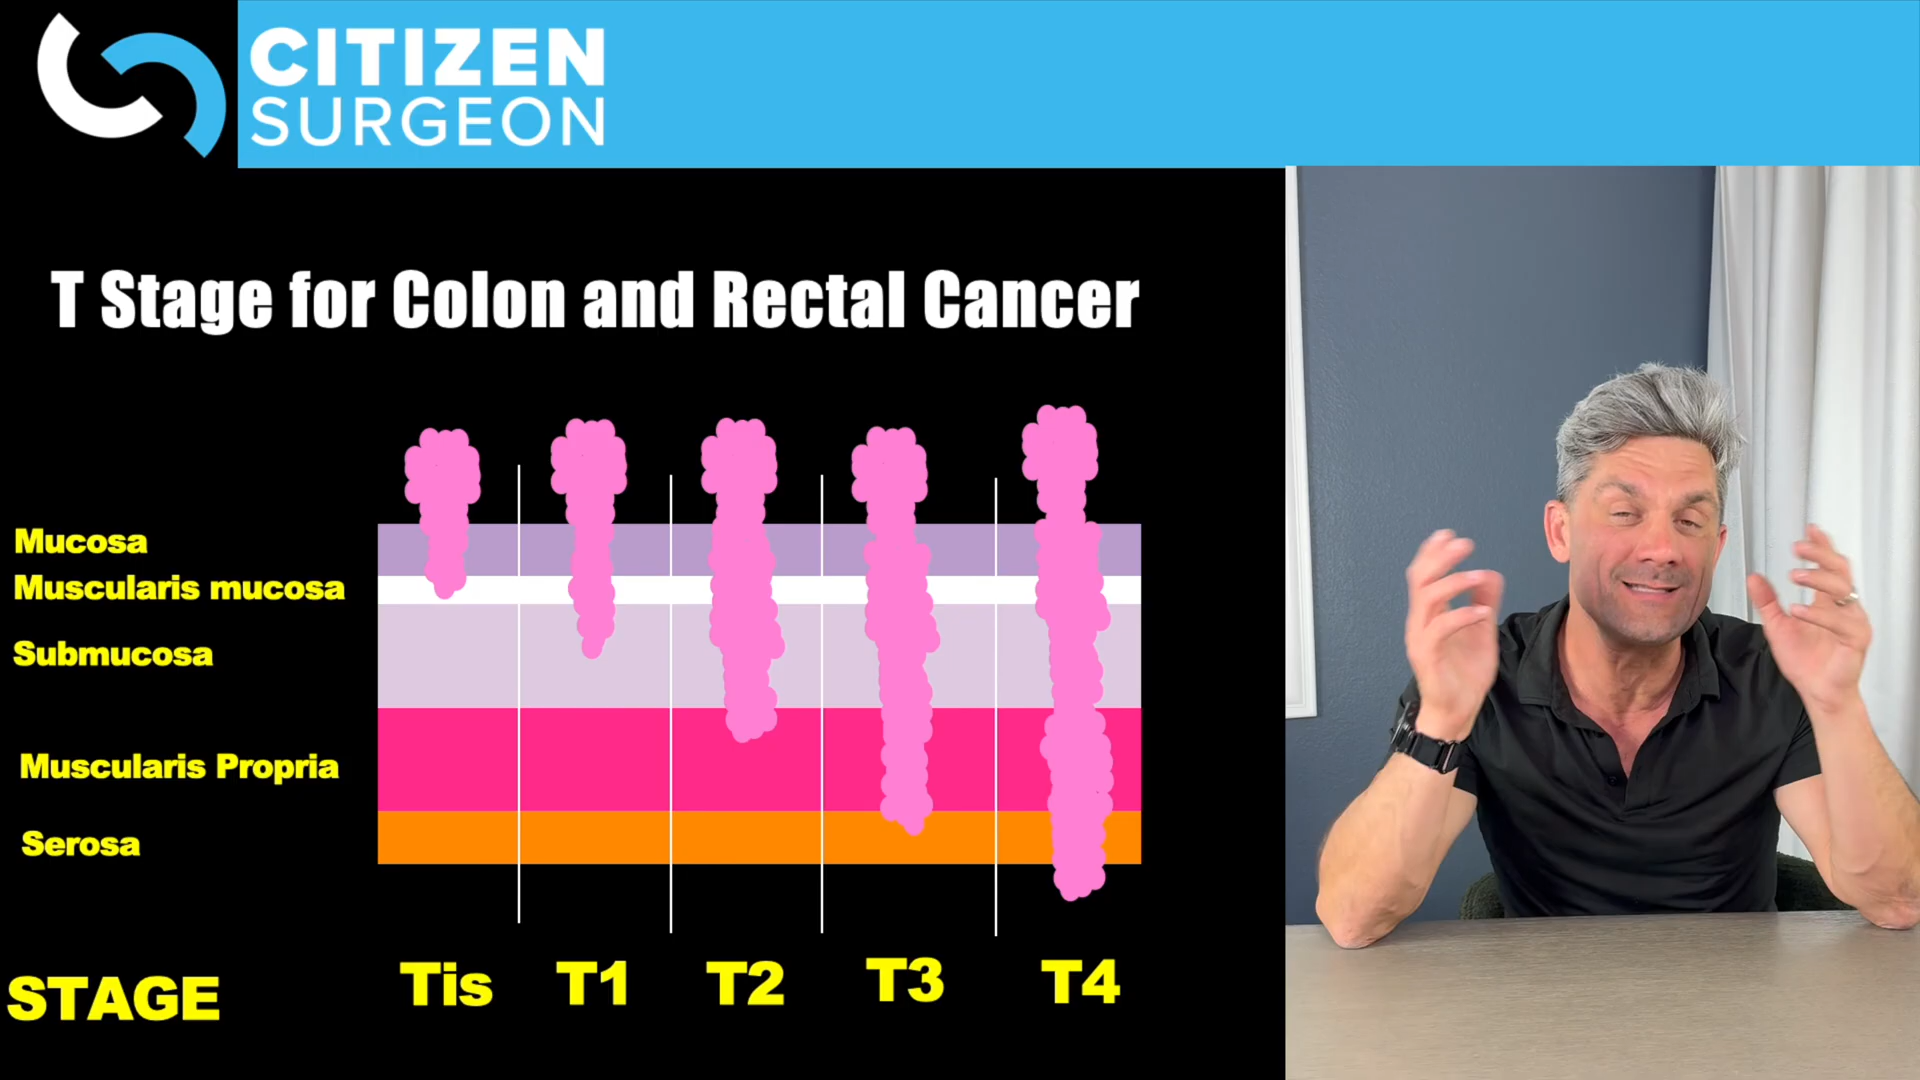 CITIZEN
SURGEON
T Stage for Colon and Rectal Cancer
Mucosa
Muscularis mucosa
Submucosa
Muscularis Propria
Serosa
STAGE Tis T1 T2 T3 T4